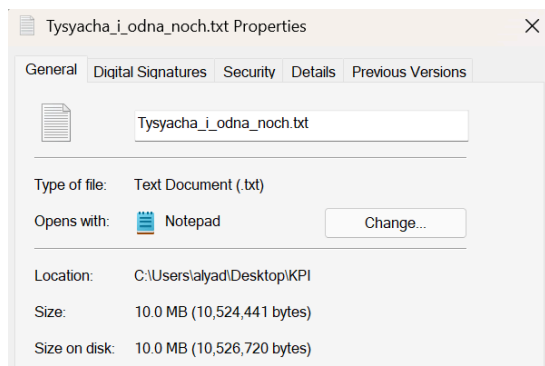 Tysyacha_i_odna_noch.txt Properties
General Digital Signatures Security Details Previous Versions
Tysyacha_i_odna_noch.txt
Type of file: Text Document (.txt)
Opens with: Notepad Change...
Location: C:\Users\alyad\Desktop\KPI
Size: 10.0 MB (10,524,441 bytes)
Size on disk: 10.0 MB (10,526,720 bytes)